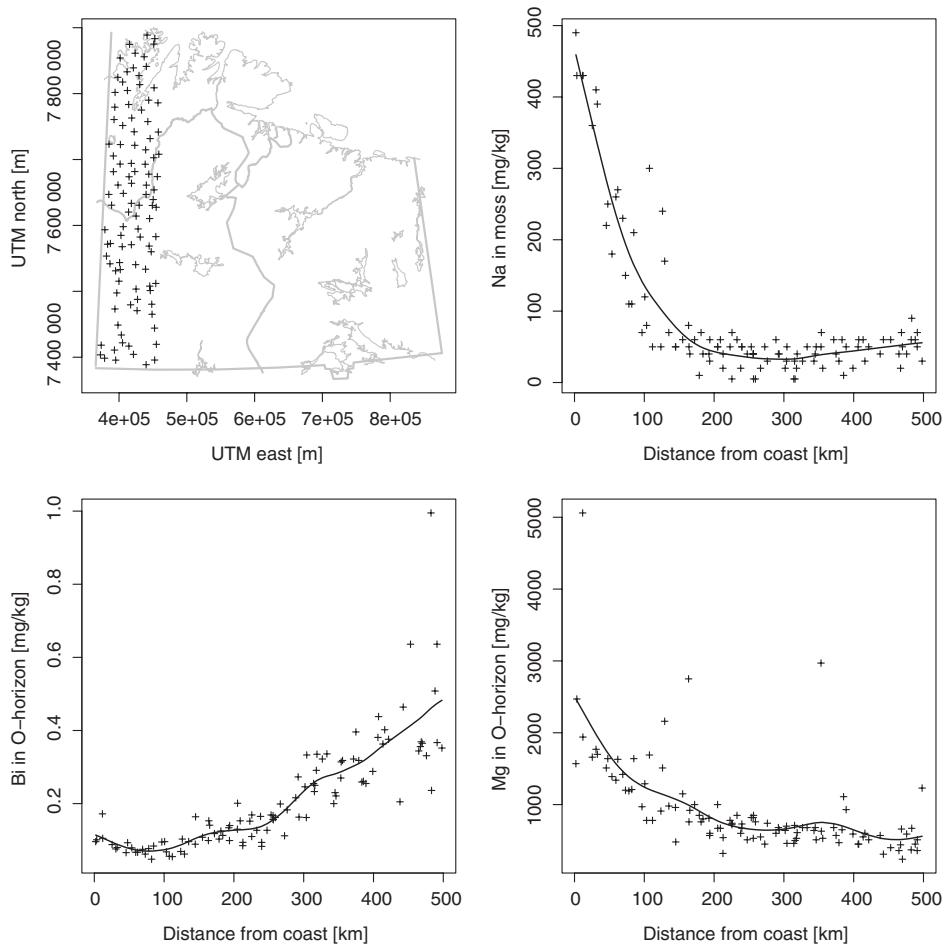 7 400 000
7 600 000
7 800 000
UTM north [m]
4e+05 5e+05 6e+05 7e+05 8e+05
UTM east [m]
0 100 200 300 400 500
Na in moss [mg/kg]
0 100 200 300 400 500
Distance from coast [km]
0.2 0.4 0.6 0.8 1.0
Bi in O−horizon [mg/kg]
0 100 200 300 400 500
Distance from coast [km]
1000 2000 3000 4000 5000
Mg in O−horizon [mg/kg]
0 100 200 300 400 500
Distance from coast [km]